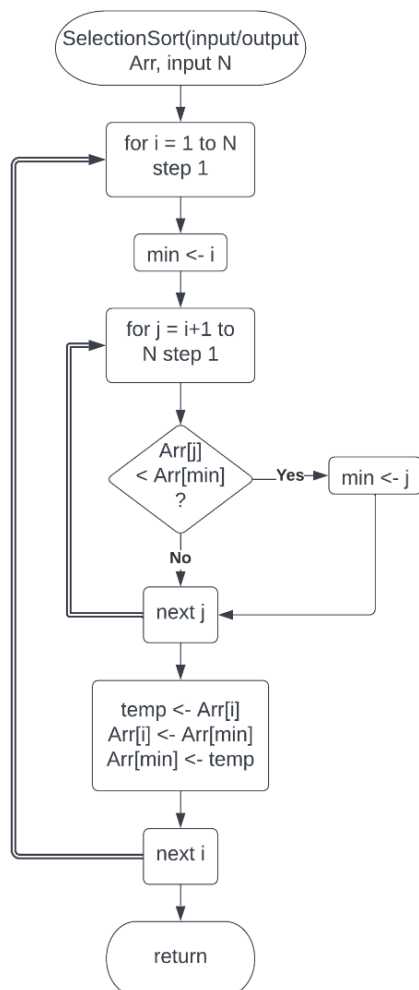 SelectionSort(input/output
Arr, input N
for i = 1 to N
step 1
min <- i
for j = i+1 to
N step 1
Arr[j]
< Arr[min]
?
Yes
min <- j
No
next j
temp <- Arr[i]
Arr[i] <- Arr[min]
Arr[min] <- temp
next i
return